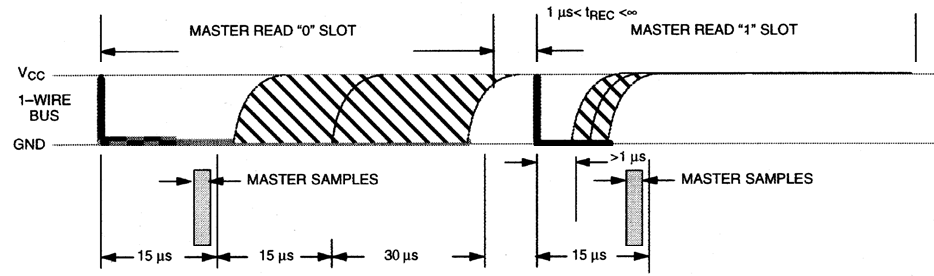 1 µs< tREC <∞
MASTER READ “0” SLOT
MASTER READ “1” SLOT
VCC
1–WIRE
BUS
GND
>1 µs
MASTER SAMPLES
MASTER SAMPLES
15 µs
15 µs
30 µs
15 µs